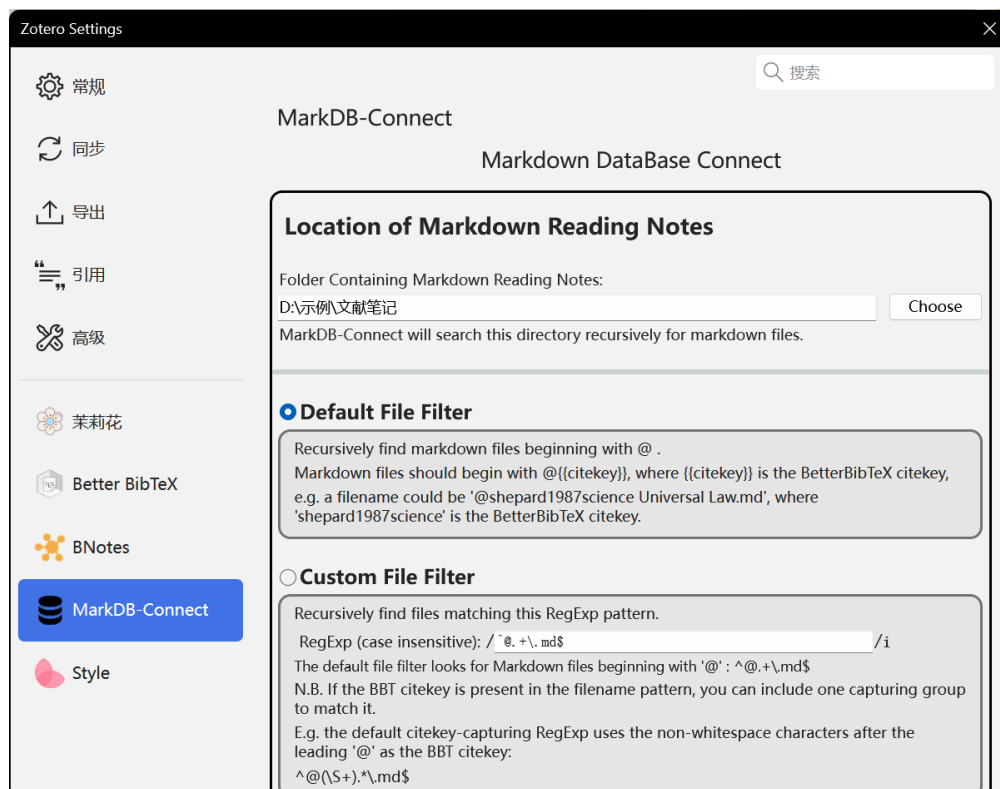 Zotero Settings
搜索
常规
同步
导出
引用
高级
茉莉花
Better BibTeX
BNotes
MarkDB-Connect
Style
MarkDB-Connect
Markdown DataBase Connect
Location of Markdown Reading Notes
Folder Containing Markdown Reading Notes:
D:\示例\文献笔记
Choose
MarkDB-Connect will search this directory recursively for markdown files.
Default File Filter
Recursively find markdown files beginning with @ .
Markdown files should begin with @{{citekey}}, where {{citekey}} is the BetterBibTeX citekey,
e.g. a filename could be '@shepard1987science Universal Law.md', where
'shepard1987science' is the BetterBibTeX citekey.
Custom File Filter
Recursively find files matching this RegExp pattern.
RegExp (case insensitive): /^@.+\.md$ /i
The default file filter looks for Markdown files beginning with '@' : ^@.+\.md$
N.B. If the BBT citekey is present in the filename pattern, you can include one capturing group
to match it.
E.g. the default citekey-capturing RegExp uses the non-whitespace characters after the
leading '@' as the BBT citekey:
^@(\S+).*\.md$